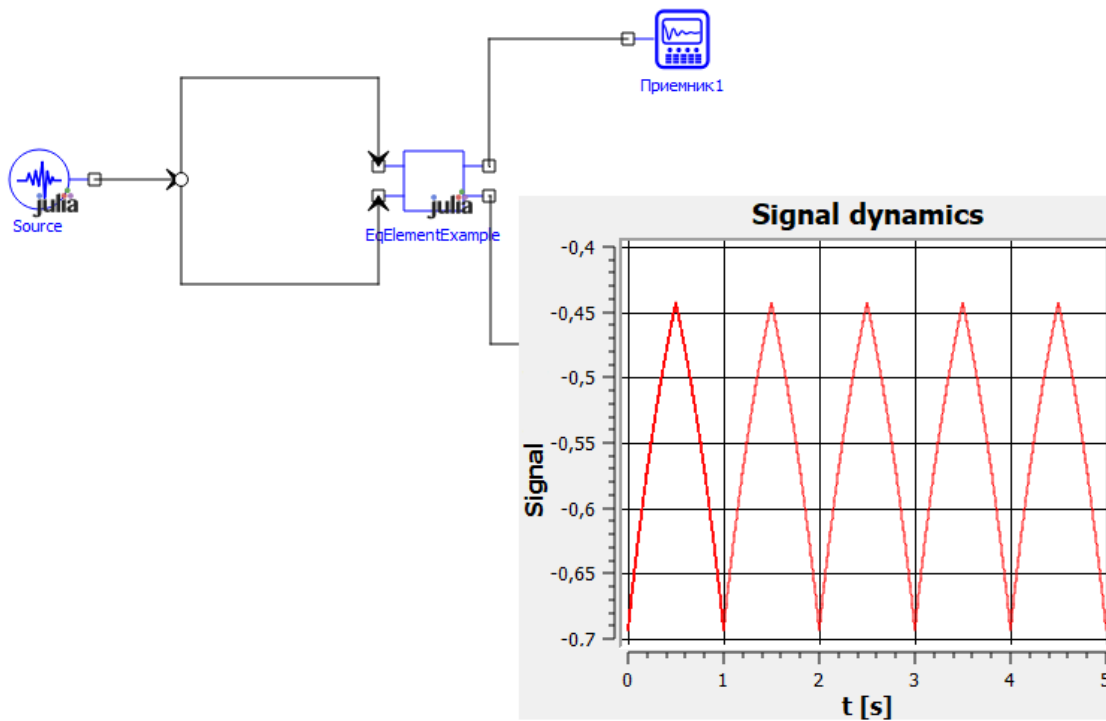 Приемник1
julia
Source
julia
EqElementExample
Signal dynamics
-0,4
-0,45
-0,5
-0,55
-0,6
-0,65
-0,7
Signal
0 1 2 3 4 5
t [s]